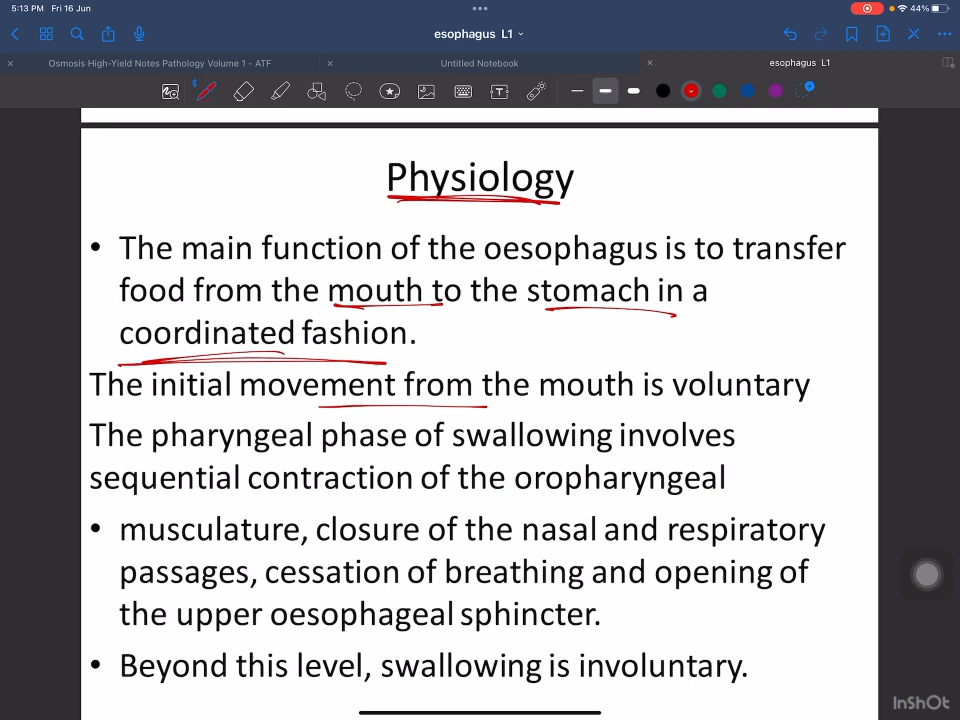 5:13 PM Fri 16 Jun
44%
esophagus L1
Osmosis High-Yield Notes Pathology Volume 1 - ATF
Untitled Notebook
esophagus L1
Physiology
• The main function of the oesophagus is to transfer
food from the mouth to the stomach in a
coordinated fashion.
The initial movement from the mouth is voluntary
The pharyngeal phase of swallowing involves
sequential contraction of the oropharyngeal
• musculature, closure of the nasal and respiratory
passages, cessation of breathing and opening of
the upper oesophageal sphincter.
• Beyond this level, swallowing is involuntary.
InShOt